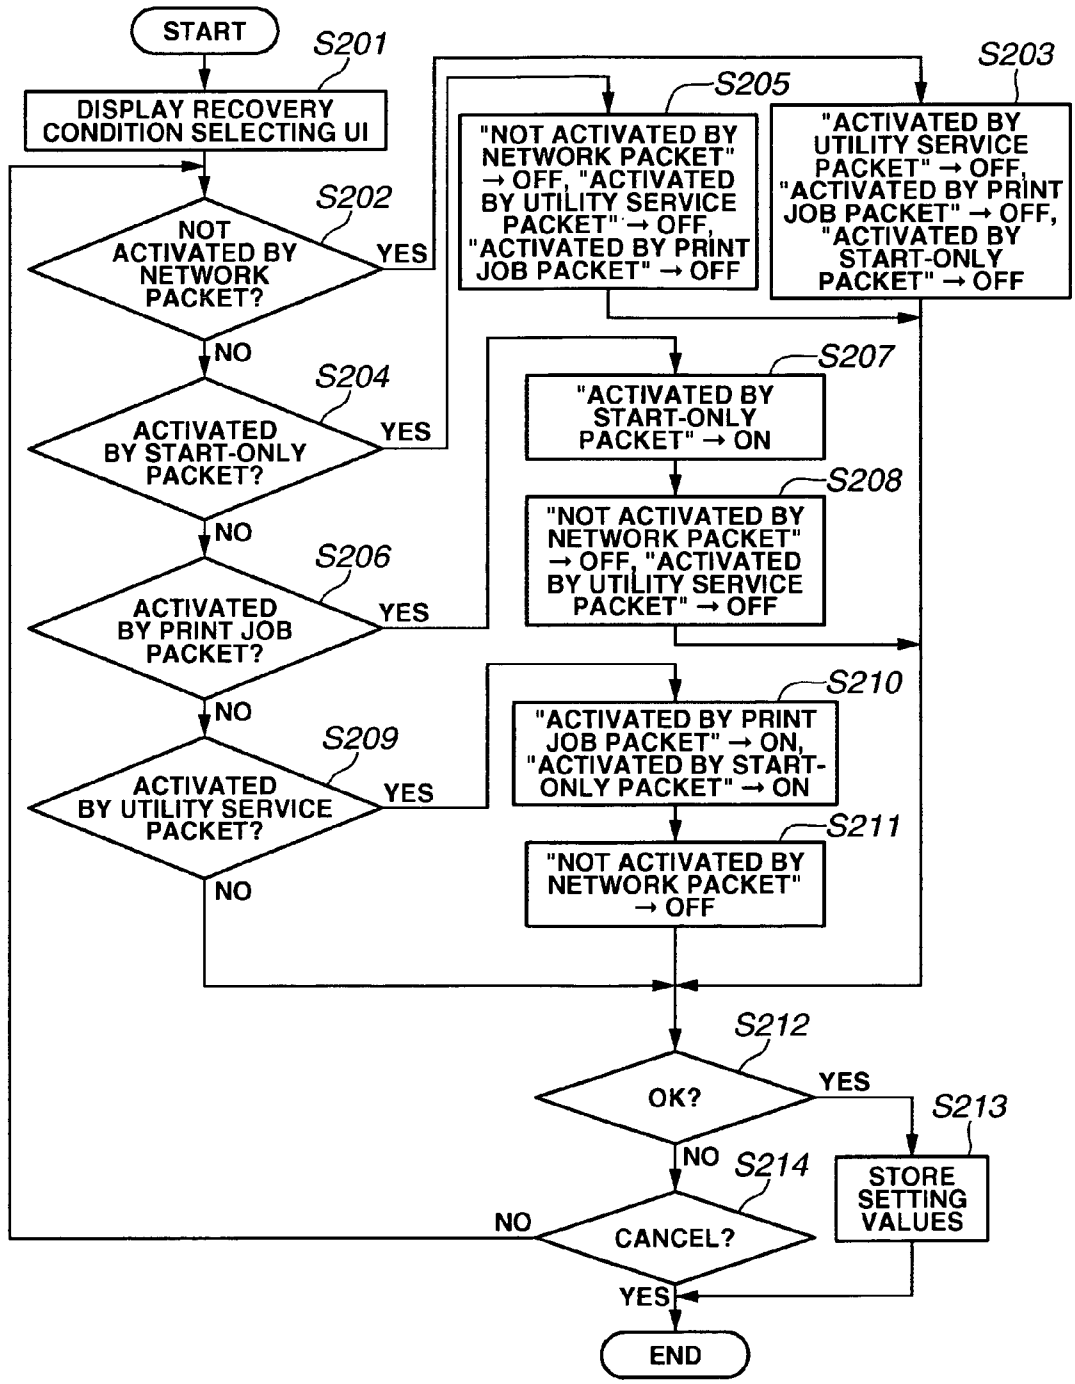 START
S201
DISPLAY RECOVERY
CONDITION SELECTING UI
S202
NOT
ACTIVATED BY
NETWORK
PACKET?
YES
NO
S203
"ACTIVATED BY
UTILITY SERVICE
PACKET" → OFF,
"ACTIVATED BY PRINT
JOB PACKET" → OFF,
"ACTIVATED BY
START-ONLY
PACKET" → OFF
S204
ACTIVATED
BY START-ONLY
PACKET?
YES
NO
S205
"NOT ACTIVATED BY
NETWORK PACKET"
→ OFF, "ACTIVATED
BY UTILITY SERVICE
PACKET" → OFF,
"ACTIVATED BY PRINT
JOB PACKET" → OFF
S206
ACTIVATED
BY PRINT JOB
PACKET?
YES
NO
S207
"ACTIVATED BY
START-ONLY
PACKET" → ON
S208
"NOT ACTIVATED BY
NETWORK PACKET"
→ OFF, "ACTIVATED
BY UTILITY SERVICE
PACKET" → OFF
S209
ACTIVATED
BY UTILITY SERVICE
PACKET?
YES
NO
S210
"ACTIVATED BY PRINT
JOB PACKET" → ON,
"ACTIVATED BY START-
ONLY PACKET" → ON
S211
"NOT ACTIVATED BY
NETWORK PACKET"
→ OFF
S212
OK?
YES
NO
S213
STORE
SETTING
VALUES
S214
CANCEL?
NO
YES
END